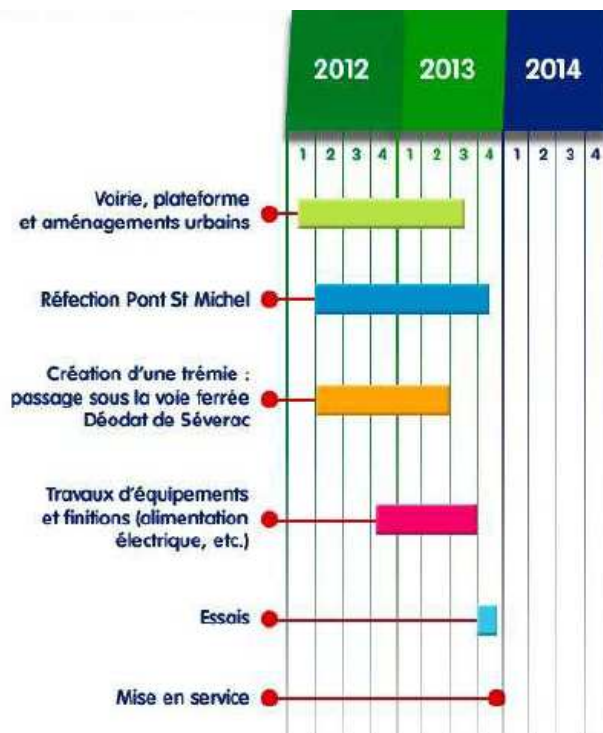 2012 2013 2014
1 2 3 4 1 2 3 4 1 2 3 4
Voirie, plateforme
et aménagements urbains
Réfection Pont St Michel
Création d'une trémie :
passage sous la voie ferrée
Déodat de Séverac
Travaux d'équipements
et finitions (alimentation
électrique, etc.)
Essais
Mise en service